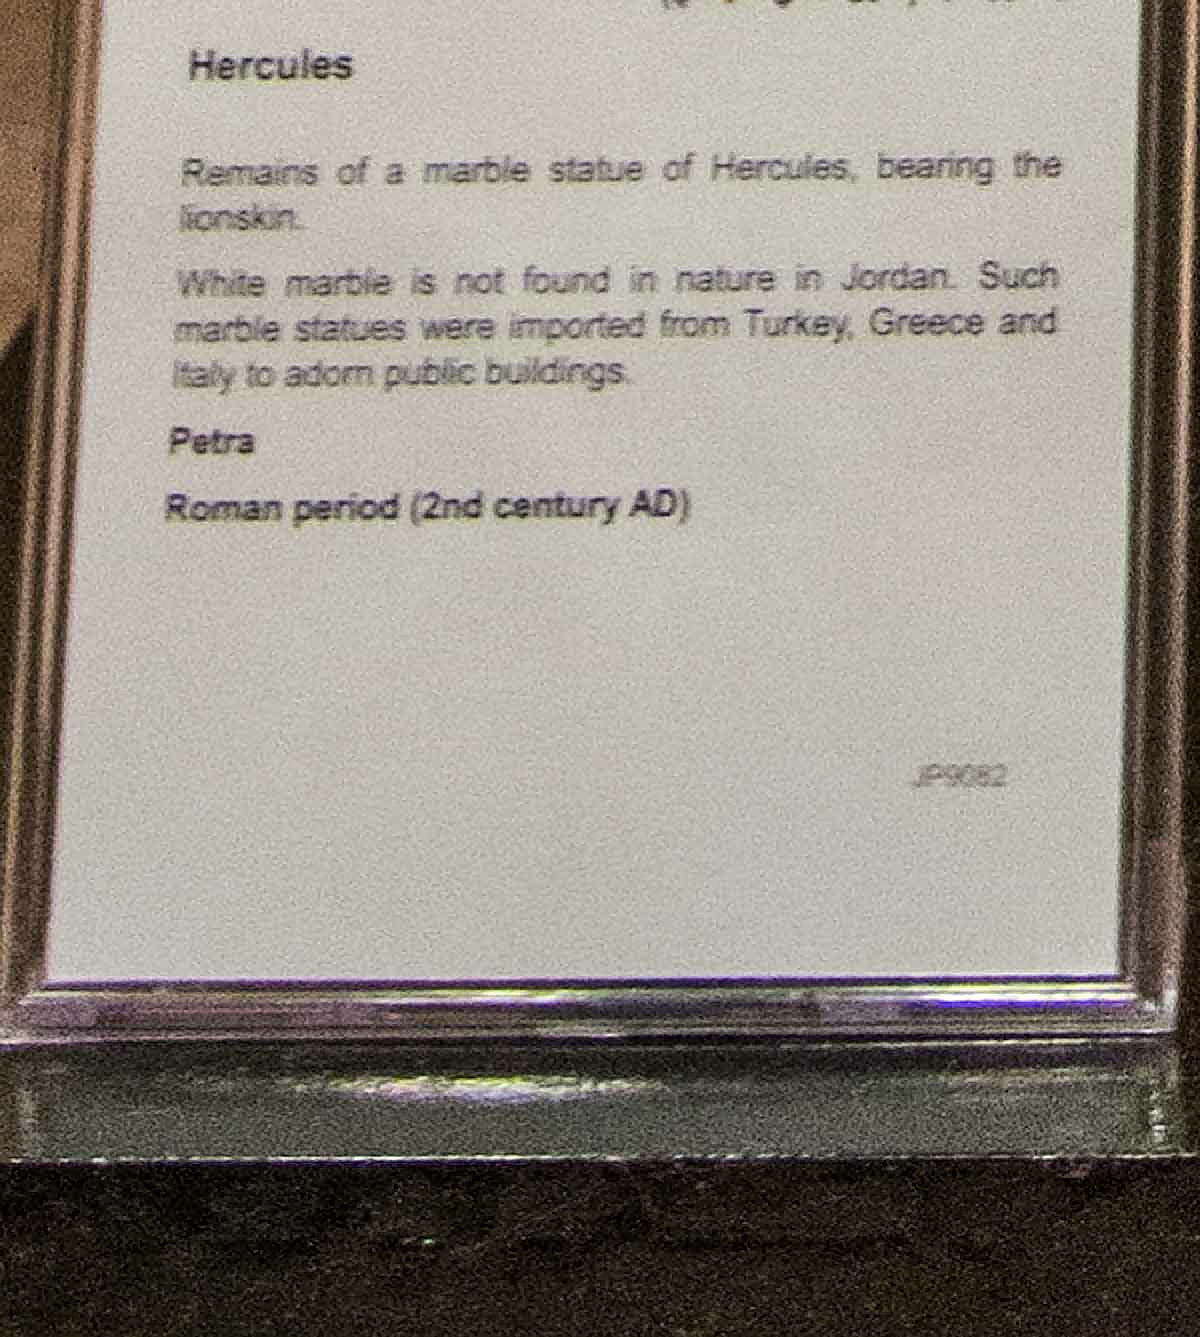 Hercules
Remains of a marble statue of Hercules, bearing the
lionskin.
White marble is not found in nature in Jordan. Such
marble statues were imported from Turkey, Greece and
Italy to adorn public buildings.
Petra
Roman period (2nd century AD)
JP9082